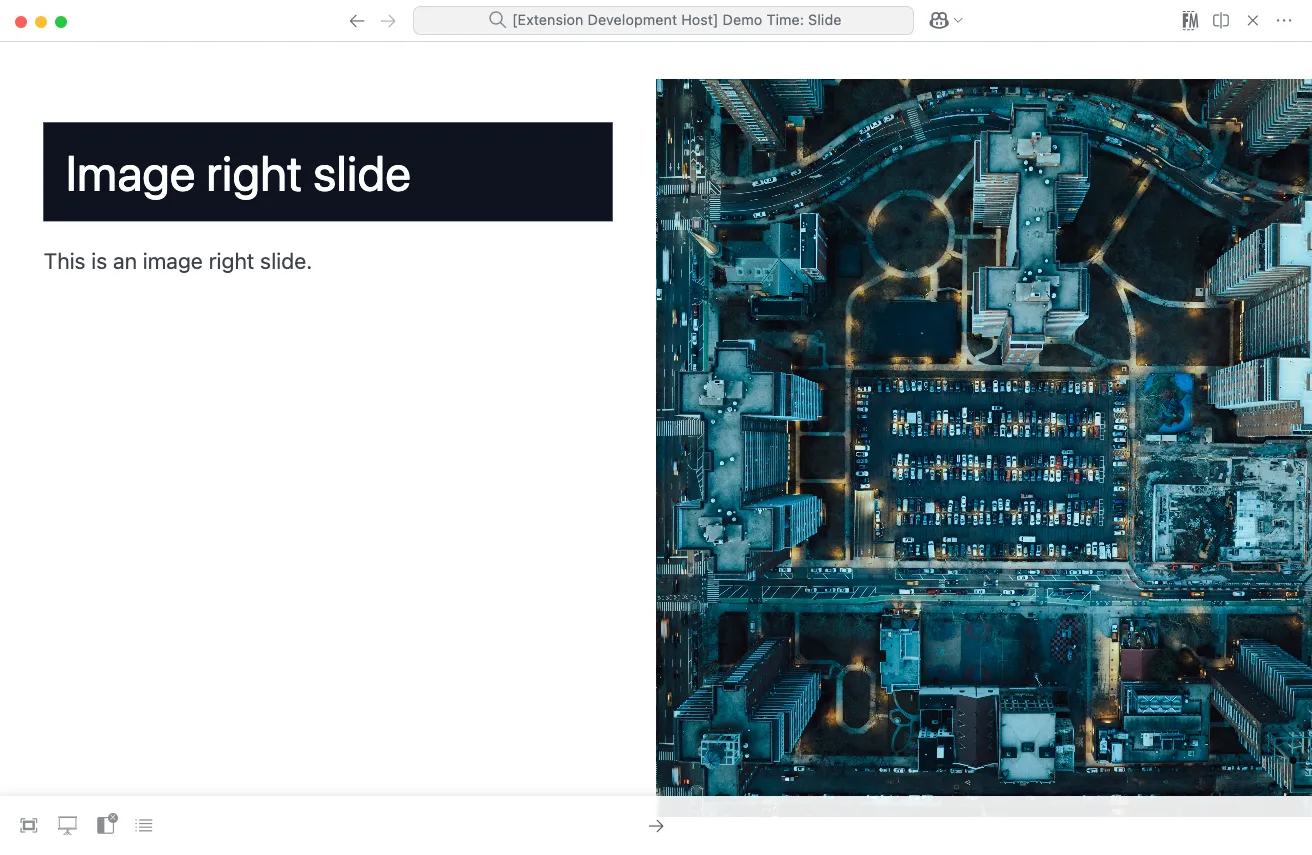 [Extension Development Host] Demo Time: Slide
FM
Image right slide
This is an image right slide.